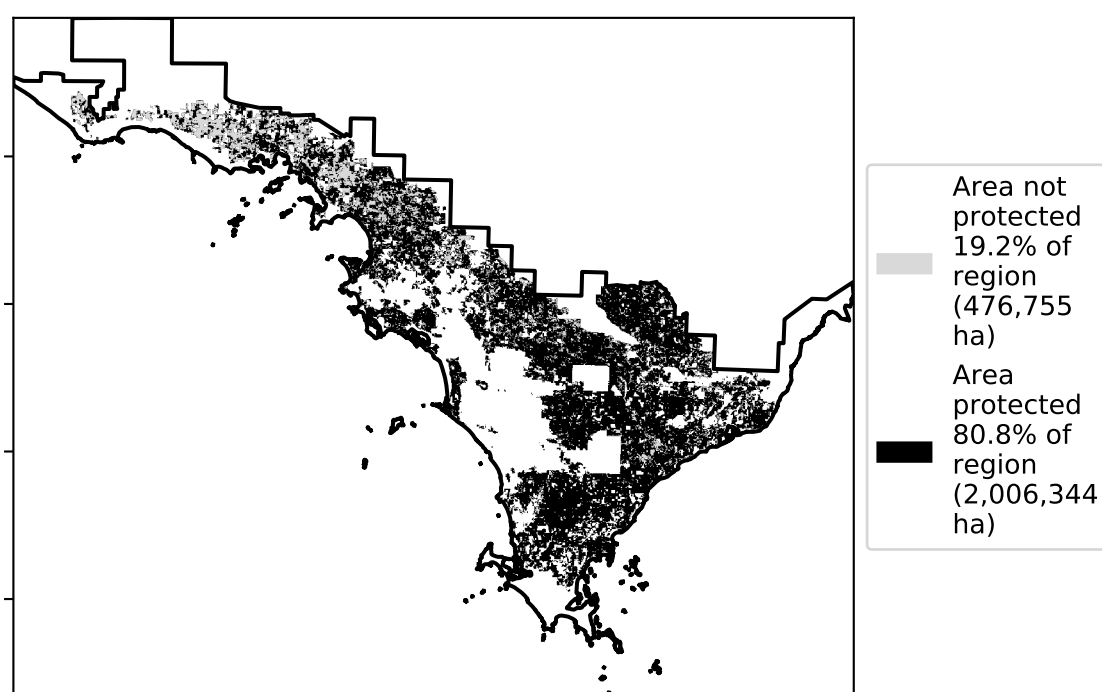 Area not
protected
19.2% of
region
(476,755
ha)
Area
protected
80.8% of
region
(2,006,344
ha)